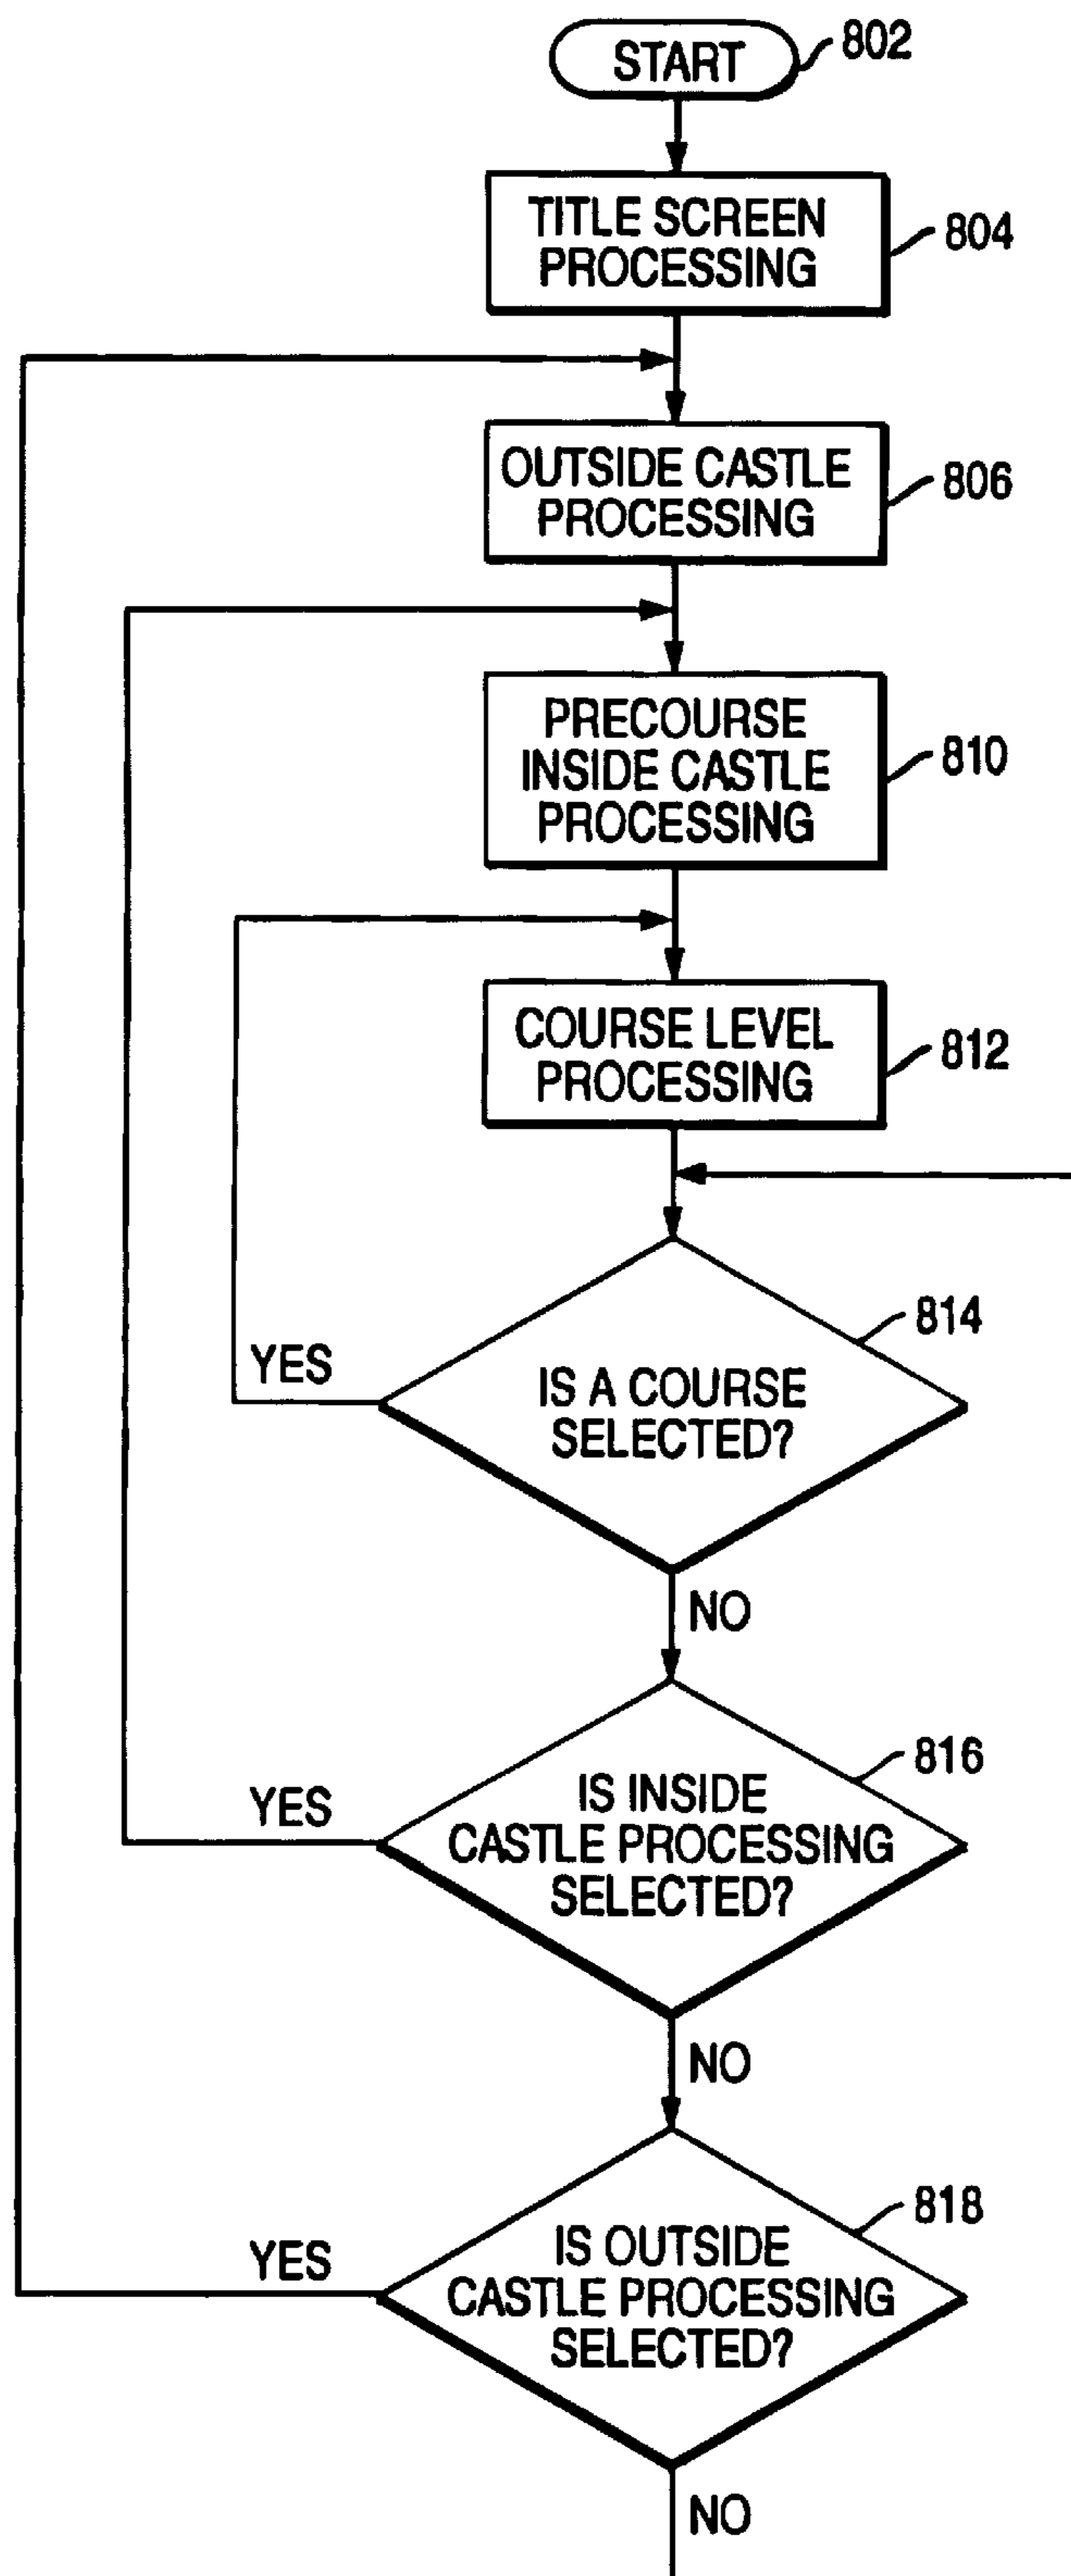 START
802
TITLE SCREEN
PROCESSING
804
OUTSIDE CASTLE
PROCESSING
806
PRECOURSE
INSIDE CASTLE
PROCESSING
810
COURSE LEVEL
PROCESSING
812
814
YES
IS A COURSE
SELECTED?
NO
816
YES
IS INSIDE
CASTLE PROCESSING
SELECTED?
NO
818
YES
IS OUTSIDE
CASTLE PROCESSING
SELECTED?
NO